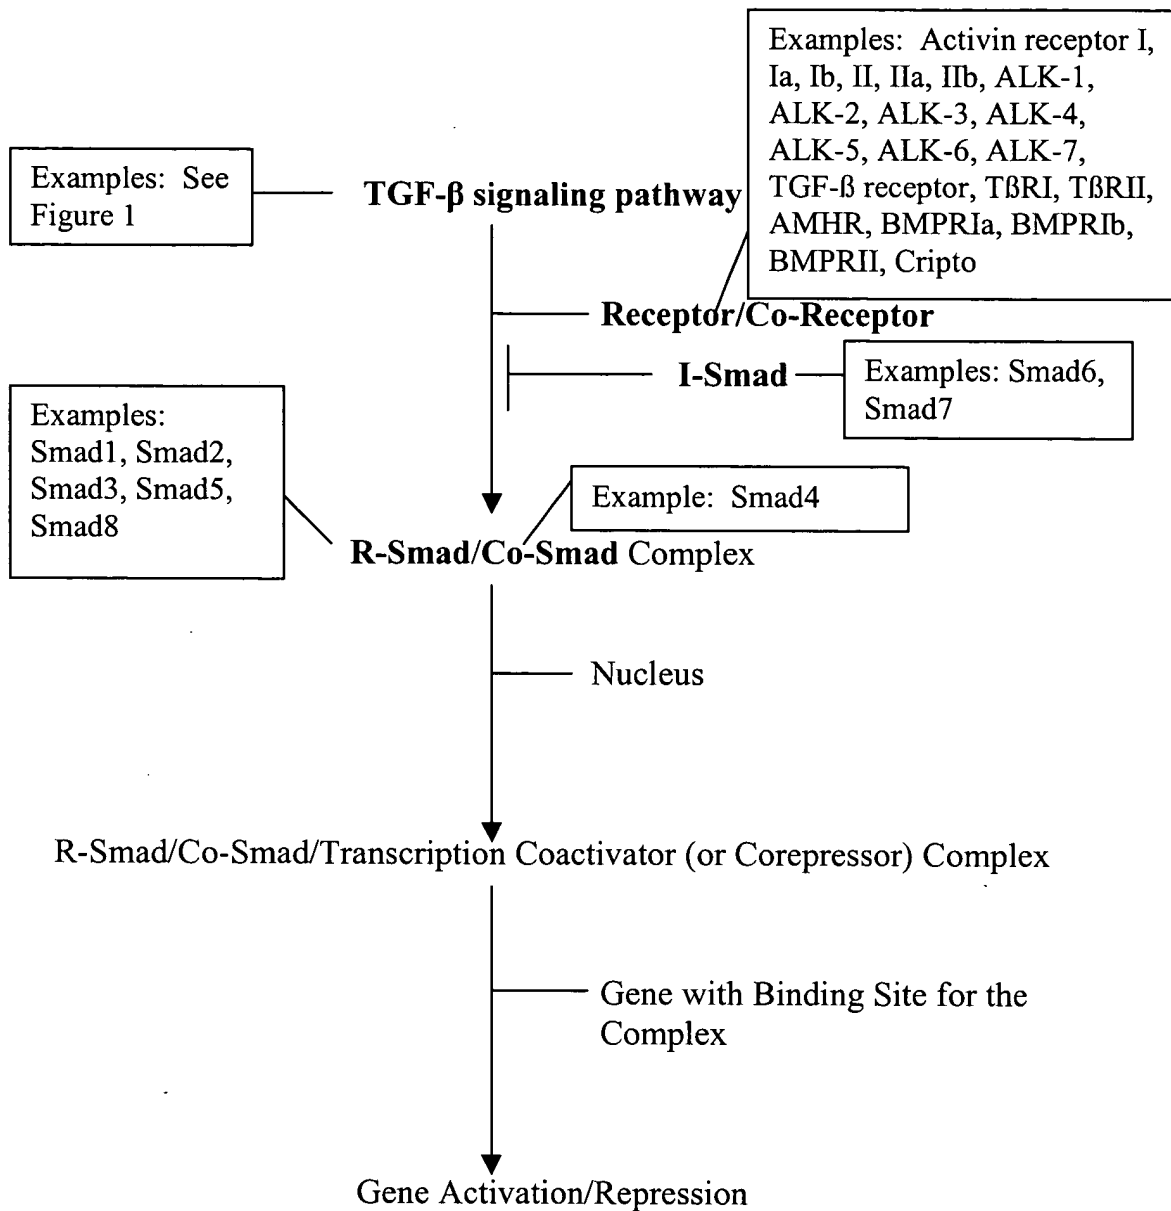 Examples: Activin receptor I,
Ia, Ib, II, IIa, IIb, ALK-1,
ALK-2, ALK-3, ALK-4,
ALK-5, ALK-6, ALK-7,
TGF-ß receptor, TßRI, TßRII,
AMHR, BMPRIa, BMPRIb,
BMPRII, Cripto
Examples: See
Figure 1
TGF-β signaling pathway
Receptor/Co-Receptor
I-Smad
Examples: Smad6,
Smad7
Examples:
Smad1, Smad2,
Smad3, Smad5,
Smad8
Example: Smad4
R-Smad/Co-Smad Complex
Nucleus
R-Smad/Co-Smad/Transcription Coactivator (or Corepressor) Complex
Gene with Binding Site for the
Complex
Gene Activation/Repression